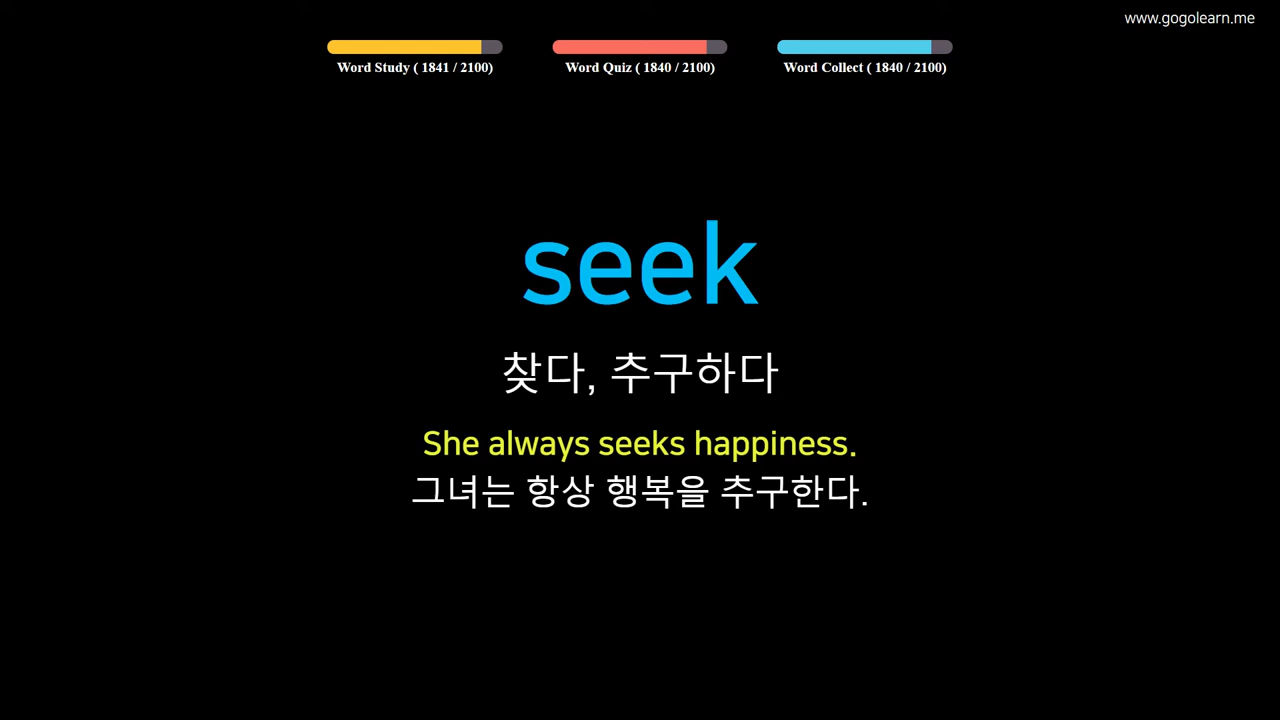 www.gogolearn.me
Word Study ( 1841 / 2100) Word Quiz ( 1840 / 2100) Word Collect ( 1840 / 2100)
seek
찾다, 추구하다
She always seeks happiness.
그녀는 항상 행복을 추구한다.